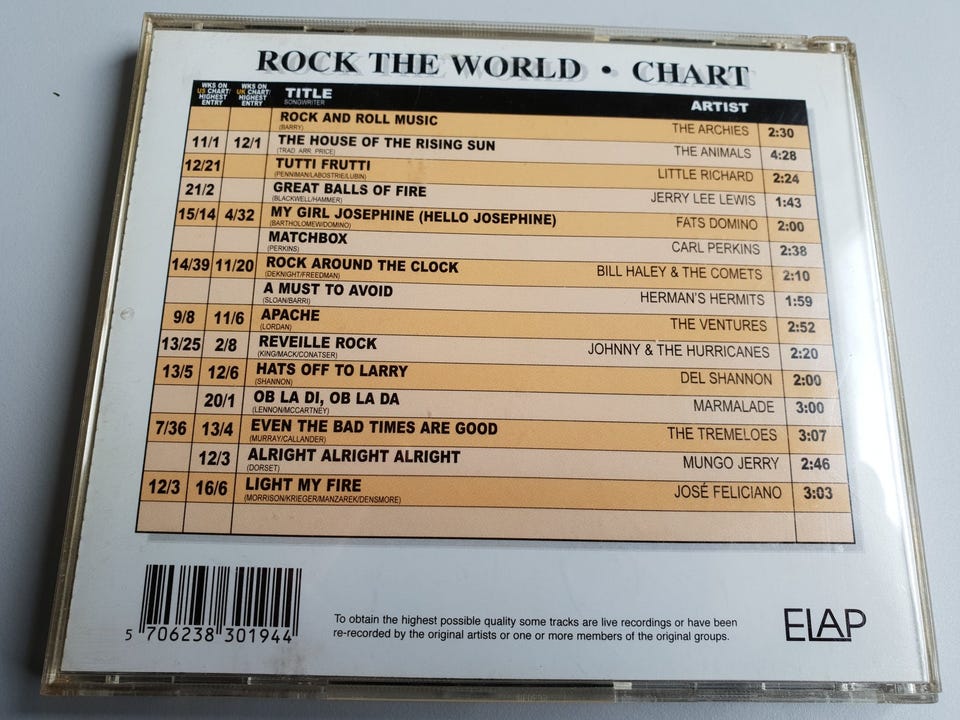 ROCK THE WORLD • CHART
WKS ON US CHART/ HIGHEST ENTRY WKS ON UK CHART/ HIGHEST ENTRY TITLE SONGWRITER ARTIST
ROCK AND ROLL MUSIC THE ARCHIES 2:30
(BARRY)
11/1 12/1 THE HOUSE OF THE RISING SUN THE ANIMALS 4:28
(TRAD. ARR. PRICE)
12/21 TUTTI FRUTTI LITTLE RICHARD 2:24
(PENNIMAN/LABOSTRIE/LUBIN)
21/2 GREAT BALLS OF FIRE JERRY LEE LEWIS 1:43
(BLACKWELL/HAMMER)
15/14 4/32 MY GIRL JOSEPHINE (HELLO JOSEPHINE) FATS DOMINO 2:00
(BARTHOLOMEW/DOMINO)
MATCHBOX CARL PERKINS 2:38
(PERKINS)
14/39 11/20 ROCK AROUND THE CLOCK BILL HALEY & THE COMETS 2:10
(DEKNIGHT/FREEDMAN)
A MUST TO AVOID HERMAN'S HERMITS 1:59
(SLOAN/BARRI)
9/8 11/6 APACHE THE VENTURES 2:52
(LORDAN)
13/25 2/8 REVEILLE ROCK JOHNNY & THE HURRICANES 2:20
(KING/MACK/CONATSER)
13/5 12/6 HATS OFF TO LARRY DEL SHANNON 2:00
(SHANNON)
20/1 OB LA DI, OB LA DA MARMALADE 3:00
(LENNON/MCCARTNEY)
7/36 13/4 EVEN THE BAD TIMES ARE GOOD THE TREMELOES 3:07
(MURRAY/CALLANDER)
12/3 ALRIGHT ALRIGHT ALRIGHT MUNGO JERRY 2:46
(DORSET)
12/3 16/6 LIGHT MY FIRE JOSÉ FELICIANO 3:03
(MORRISON/KRIEGER/MANZAREK/DENSMORE)
5 706238 301944
To obtain the highest possible quality some tracks are live recordings or have been
re-recorded by the original artists or one or more members of the original groups.
ELAP